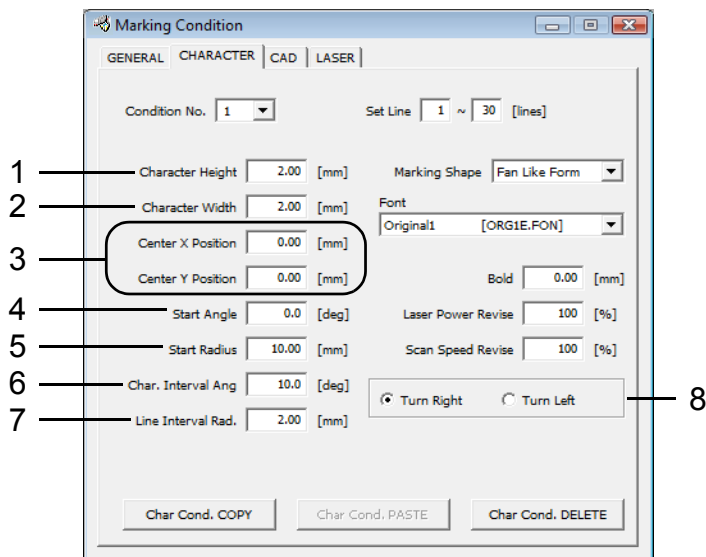 Marking Condition
GENERAL CHARACTER CAD LASER
Condition No. 1 Set Line 1 ~ 30 [lines]
1 Character Height 2.00 [mm] Marking Shape Fan Like Form
2 Character Width 2.00 [mm] Font
Original1 [ORG1E.FON]
3 Center X Position 0.00 [mm]
Center Y Position 0.00 [mm] Bold 0.00 [mm]
4 Start Angle 0.0 [deg] Laser Power Revise 100 [%]
5 Start Radius 10.00 [mm] Scan Speed Revise 100 [%]
6 Char. Interval Ang 10.0 [deg]
Turn Right Turn Left 8
7 Line Interval Rad. 2.00 [mm]
Char Cond. COPY Char Cond. PASTE Char Cond. DELETE